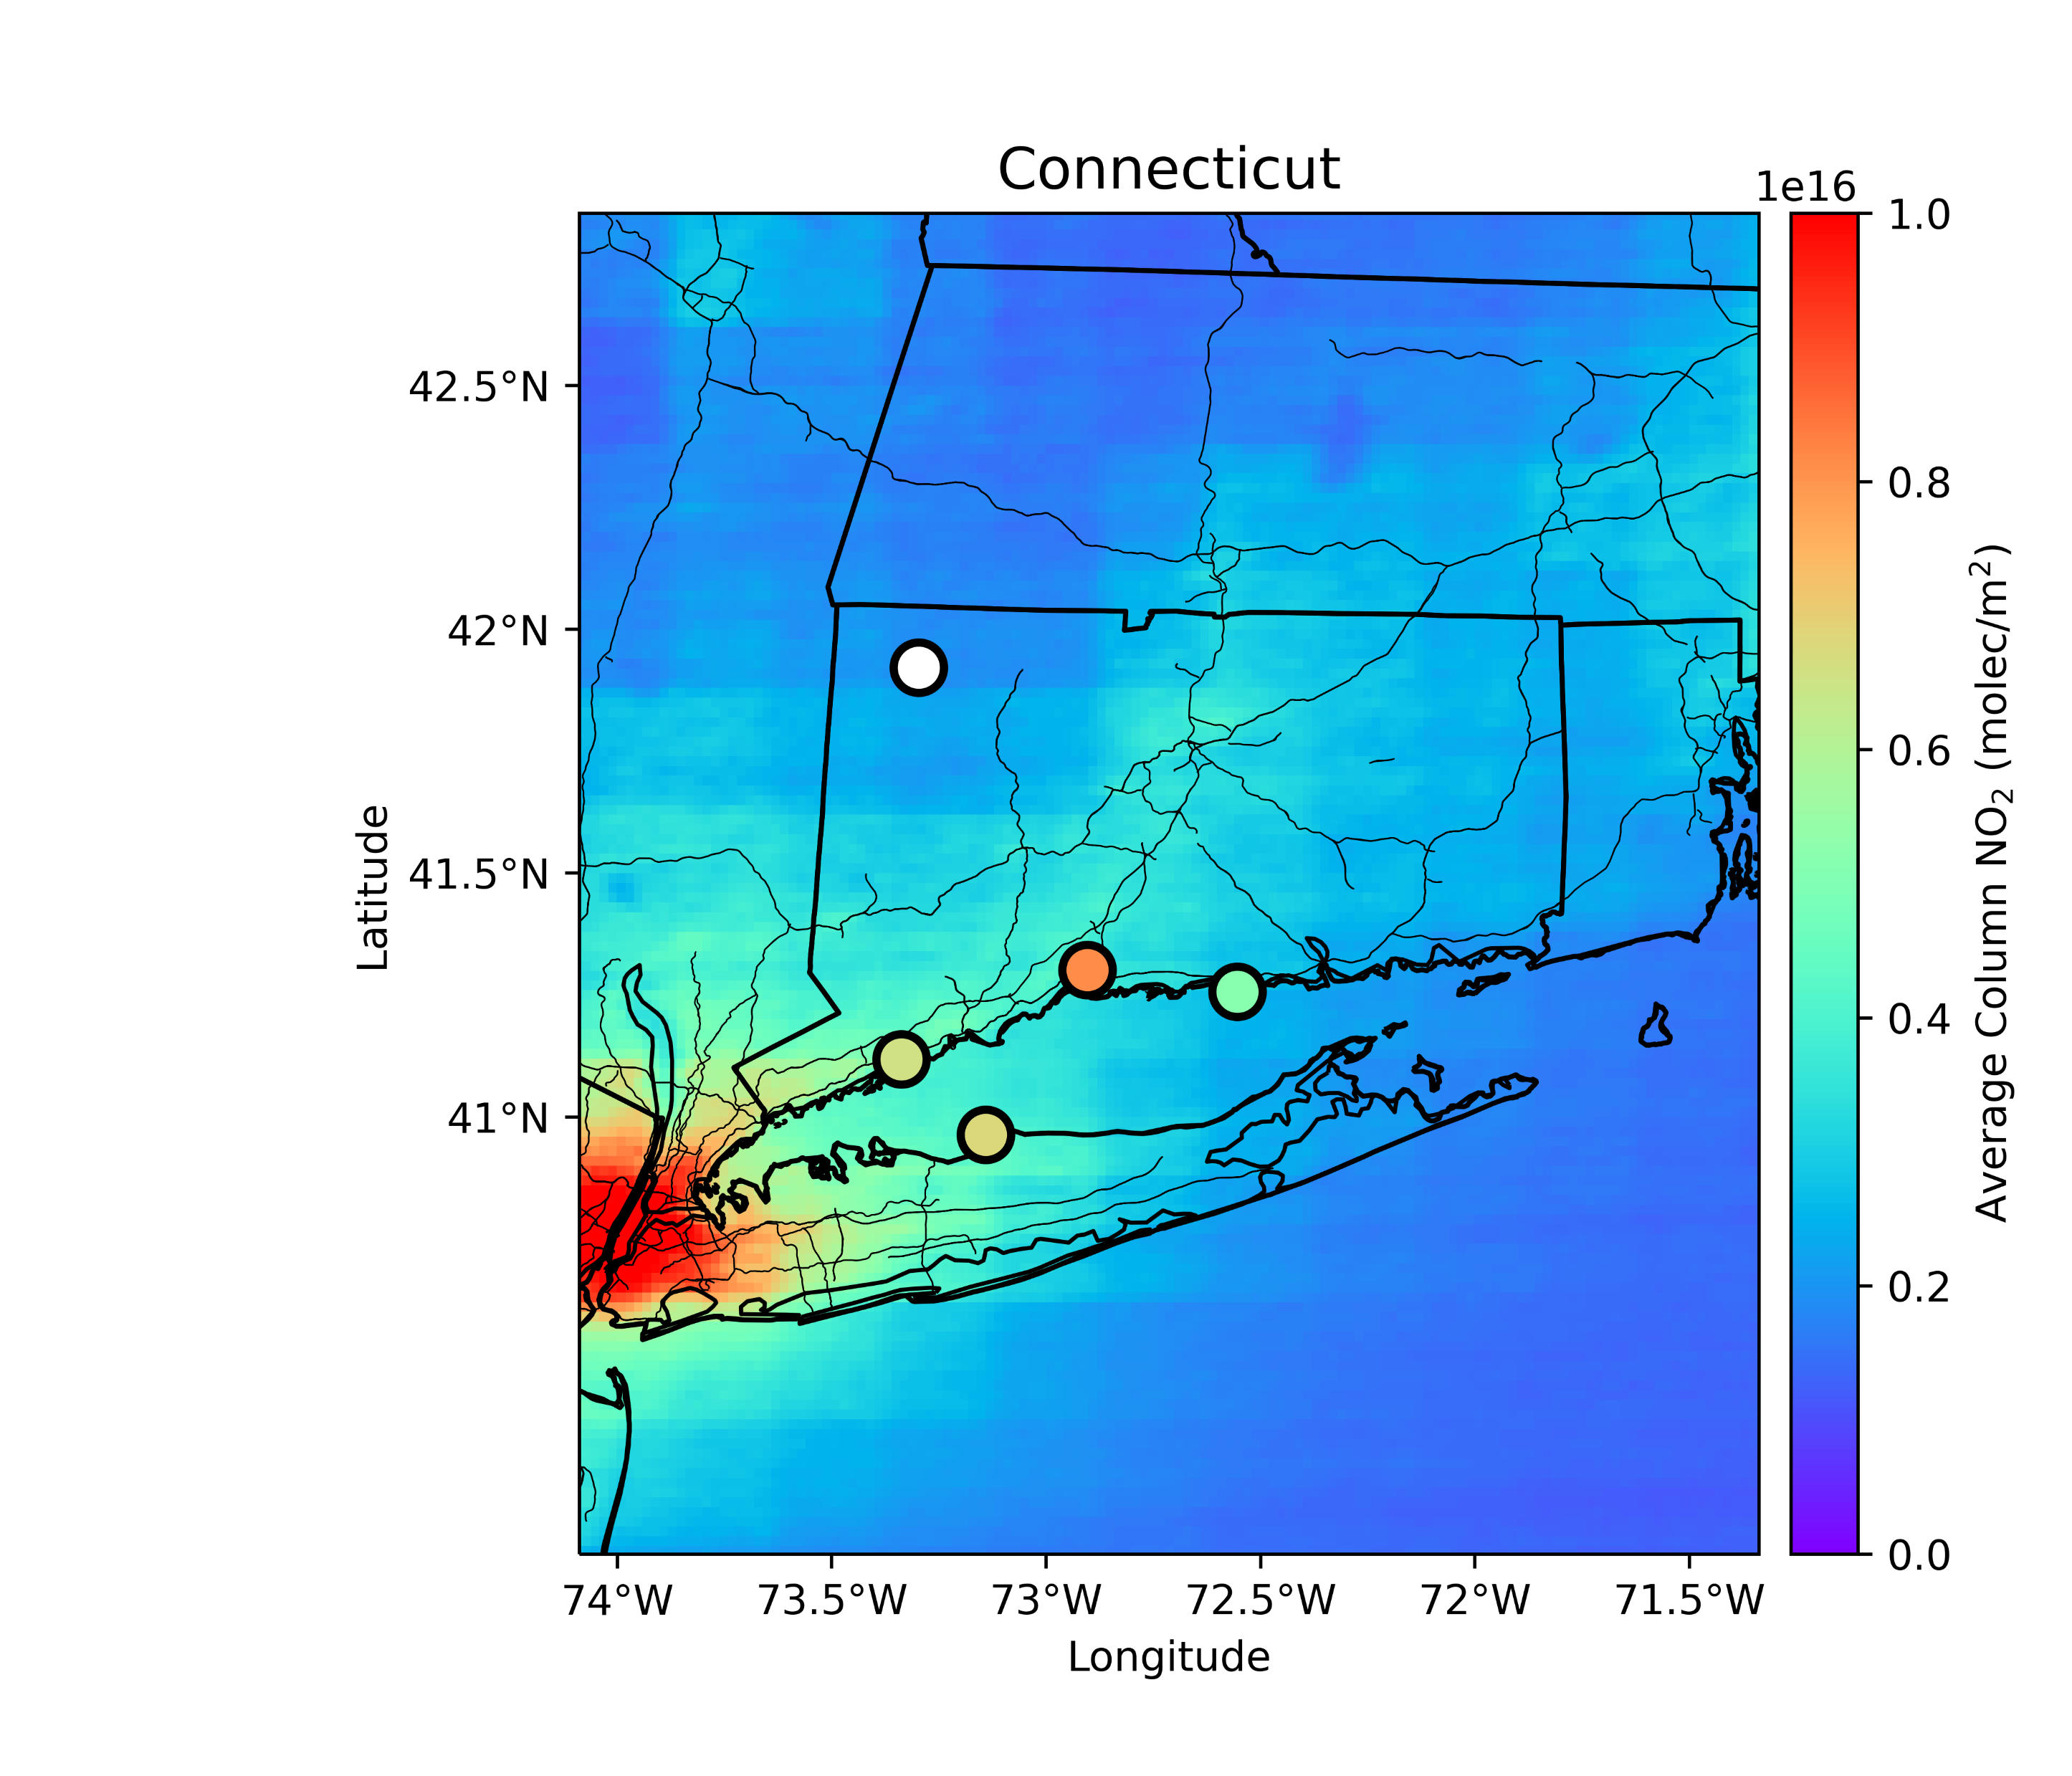 Connecticut
1e16
1.0
0.8
0.6
0.4
0.2
0.0
Average Column NO₂ (molec/m²)
42.5°N
42°N
41.5°N
41°N
Latitude
74°W
73.5°W
73°W
72.5°W
72°W
71.5°W
Longitude